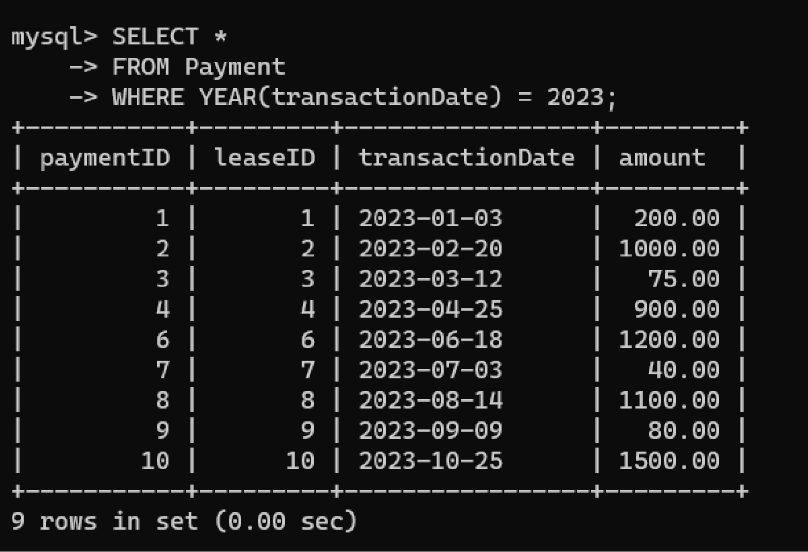 mysql> SELECT *
    -> FROM Payment
    -> WHERE YEAR(transactionDate) = 2023;
+-----------+---------+-----------------+---------+
| paymentID | leaseID | transactionDate | amount  |
+-----------+---------+-----------------+---------+
|         1 |       1 | 2023-01-03      |  200.00 |
|         2 |       2 | 2023-02-20      | 1000.00 |
|         3 |       3 | 2023-03-12      |   75.00 |
|         4 |       4 | 2023-04-25      |  900.00 |
|         6 |       6 | 2023-06-18      | 1200.00 |
|         7 |       7 | 2023-07-03      |   40.00 |
|         8 |       8 | 2023-08-14      | 1100.00 |
|         9 |       9 | 2023-09-09      |   80.00 |
|        10 |      10 | 2023-10-25      | 1500.00 |
+-----------+---------+-----------------+---------+
9 rows in set (0.00 sec)